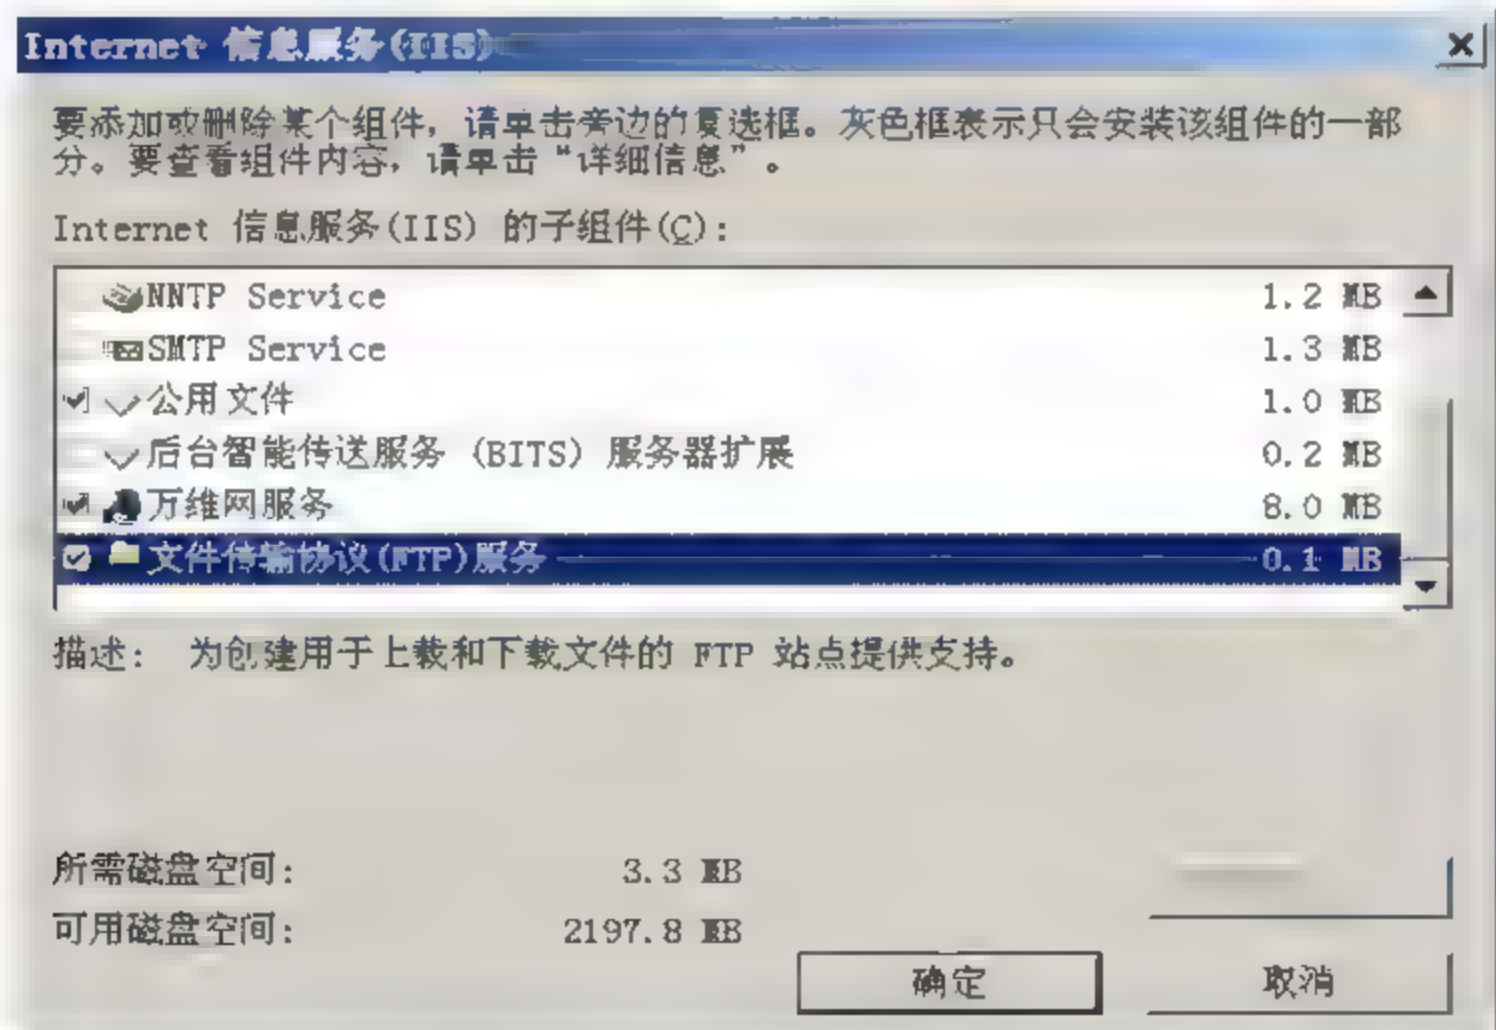 Internet 信息服务(IIS)
要添加或删除某个组件，请单击旁边的复选框。灰色框表示只会安装该组件的一部
分。要查看组件内容，请单击“详细信息”。
Internet 信息服务(IIS) 的子组件(C):
NNTP Service 1.2 MB
SMTP Service 1.3 MB
公用文件 1.0 MB
后台智能传送服务 (BITS) 服务器扩展 0.2 MB
万维网服务 8.0 MB
文件传输协议(FTP)服务 0.1 MB
描述: 为创建用于上载和下载文件的 FTP 站点提供支持。
所需磁盘空间: 3.3 MB
可用磁盘空间: 2197.8 MB
确定 取消